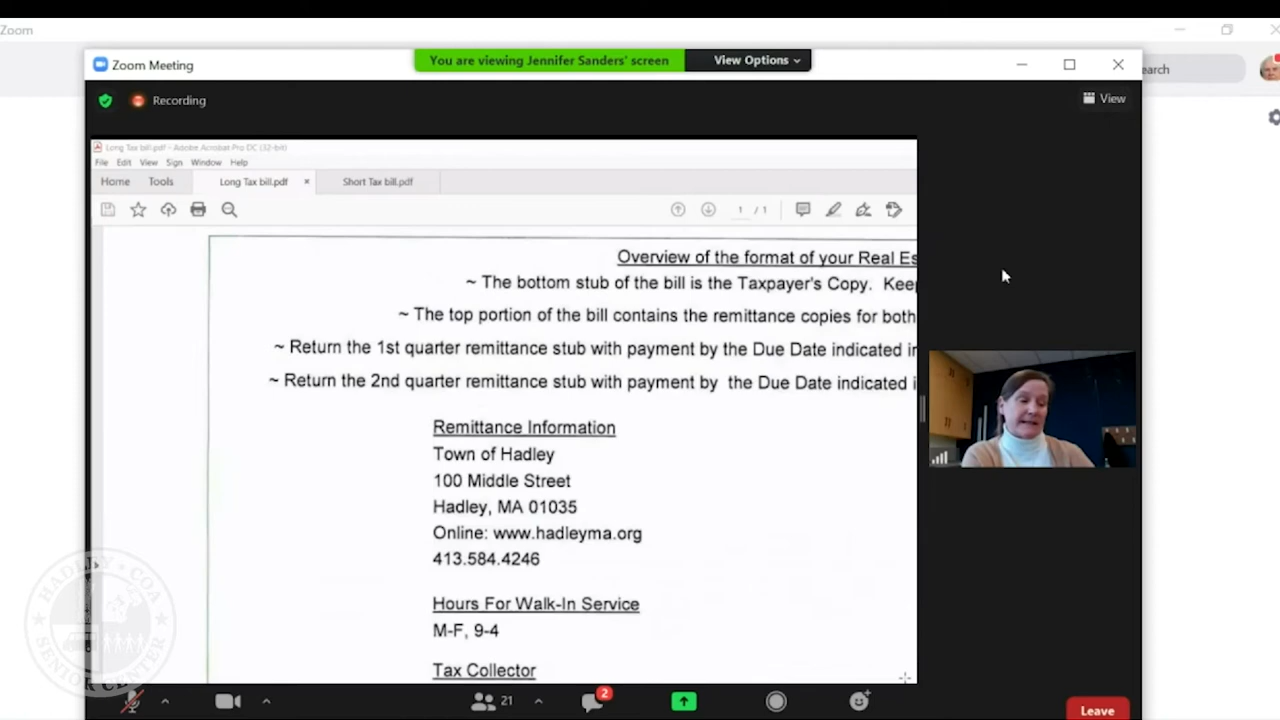 Zoom
Zoom Meeting
You are viewing Jennifer Sanders' screen
View Options
earch
Recording
View
Long Tax bill.pdf - Adobe Acrobat Pro DC (32-bit)
File Edit View Sign Window Help
Home Tools Long Tax bill.pdf × Short Tax bill.pdf
1 / 1
Overview of the format of your Real Es
~ The bottom stub of the bill is the Taxpayer's Copy. Keep
~ The top portion of the bill contains the remittance copies for both
~ Return the 1st quarter remittance stub with payment by the Due Date indicated i
~ Return the 2nd quarter remittance stub with payment by the Due Date indicated i
Remittance Information
Town of Hadley
100 Middle Street
Hadley, MA 01035
Online: www.hadleyma.org
413.584.4246
Hours For Walk-In Service
M-F, 9-4
Tax Collector
HADLEY COA
SENIOR CENTER
21
2
Leave